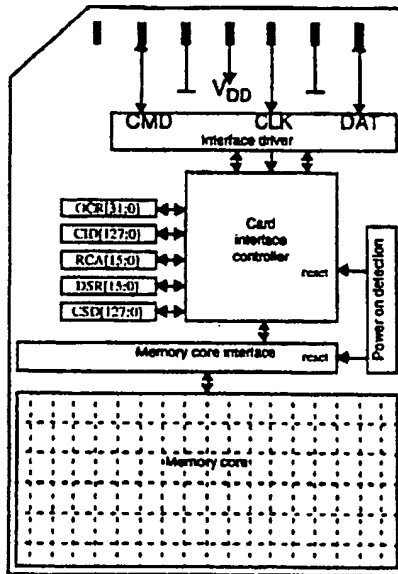 VDD
CMD CLK DAT
Interface driver
OCR[31:0]
CID[127:0]
RCA[15:0]
DSR[15:0]
CSD[127:0]
Card
interface
controller
reset
Power on detection
Memory core interface reset
Memory core